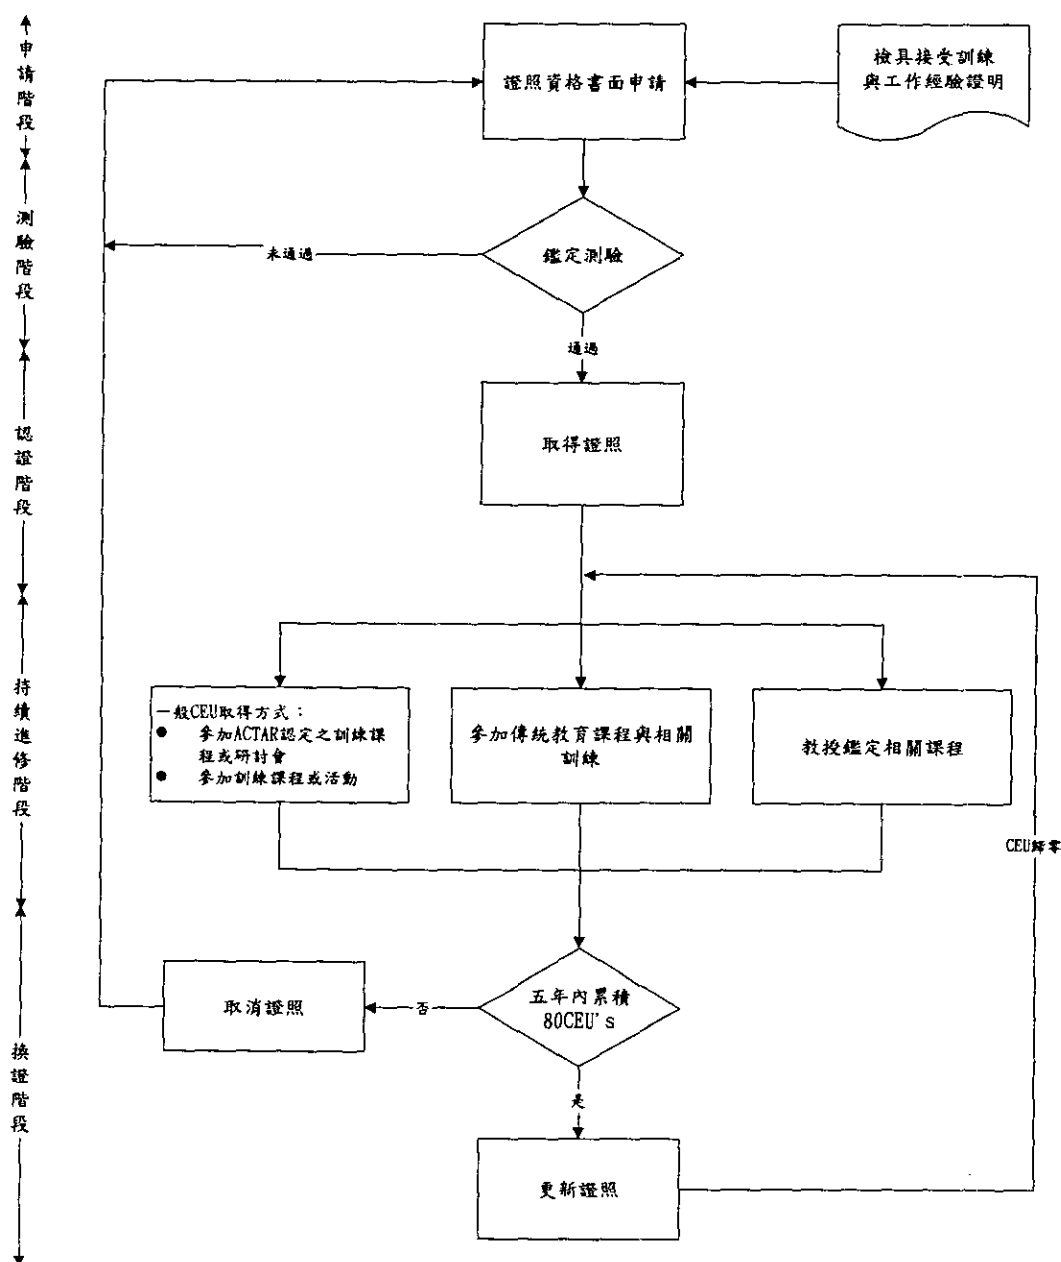 申請階段
測驗階段
認證階段
持續進修階段
換證階段
證照資格書面申請
檢具接受訓練
與工作經驗證明
鑑定測驗
未通過
通過
取得證照
一般CEU取得方式：
● 參加ACTAR認定之訓練課
程或研討會
● 參加訓練課程或活動
參加傳統教育課程與相關
訓練
教授鑑定相關課程
CEU歸零
五年內累積
80CEU's
否
取消證照
是
更新證照